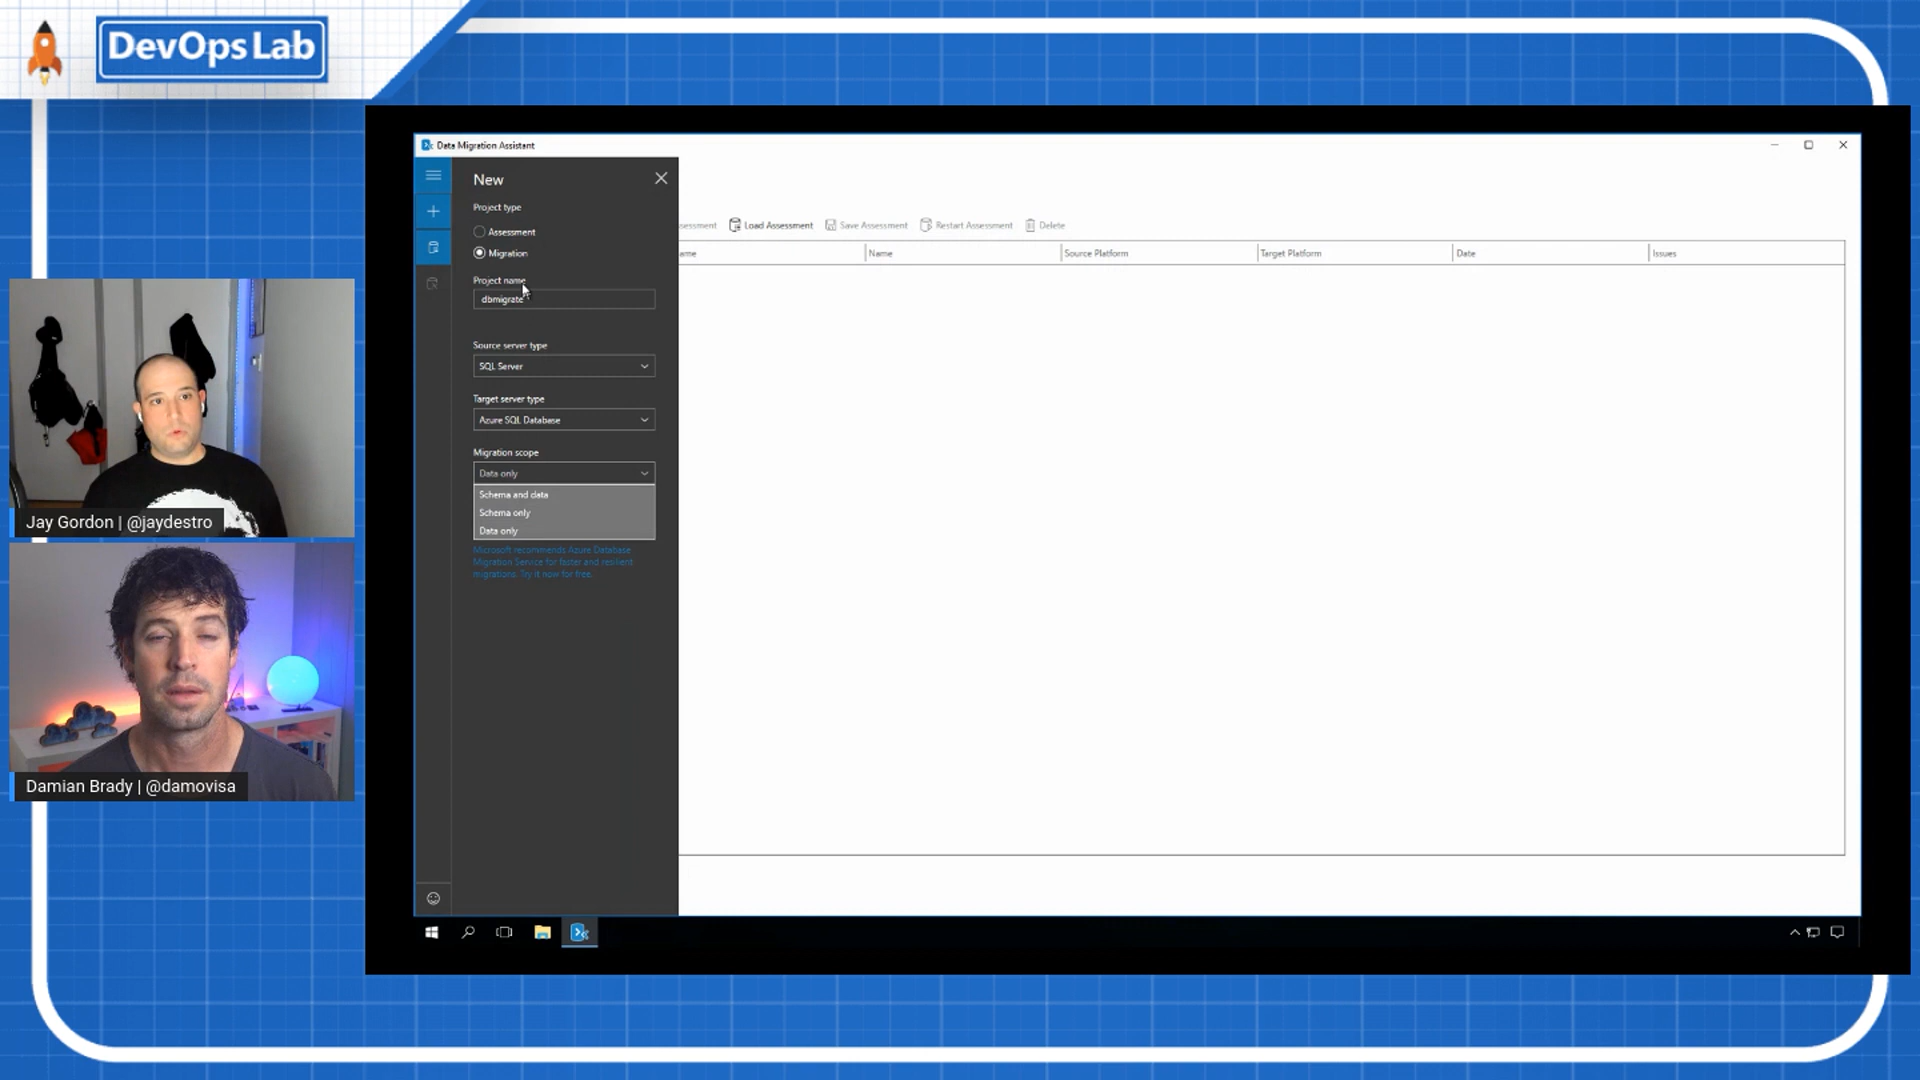 DevOps Lab
Data Migration Assistant
New
Project type
Assessment
Migration
Project name
dbmigrate
Source server type
SQL Server
Target server type
Azure SQL Database
Migration scope
Data only
Schema and data
Schema only
Data only
Microsoft recommends Azure Database
Migration Service for faster and resilient
migrations. Try it now for free.
ssessment Load Assessment Save Assessment Restart Assessment Delete
ame Name Source Platform Target Platform Date Issues
Jay Gordon | @jaydestro
Damian Brady | @damovisa